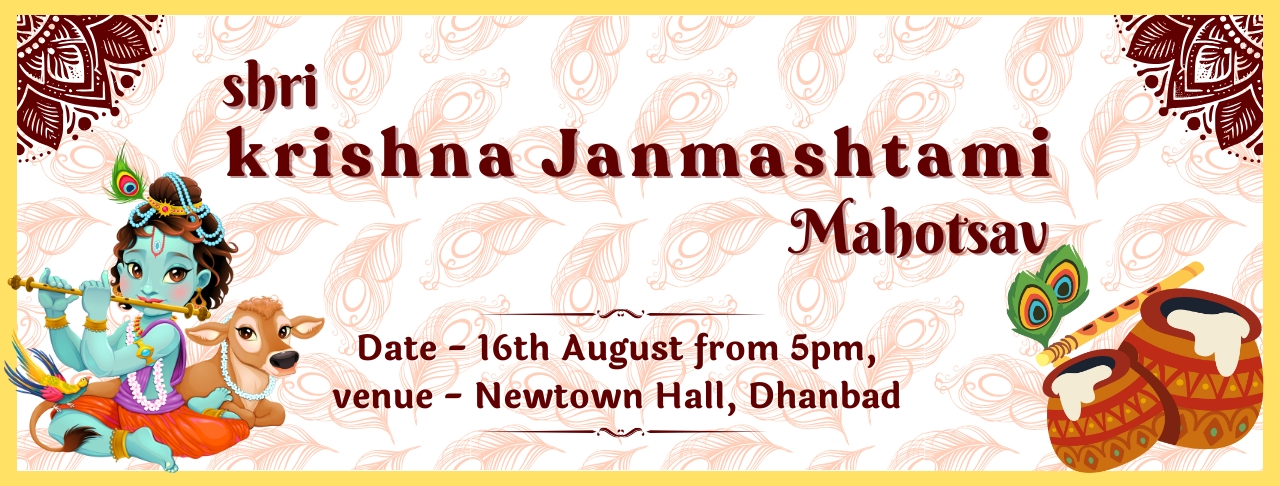 shri
krishna Janmashtami
Mahotsav
Date - 16th August from 5pm,
venue - Newtown Hall, Dhanbad